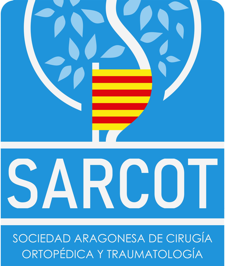 SARCOT
SOCIEDAD ARAGONESA DE CIRUGÍA
ORTOPÉDICA Y TRAUMATOLOGÍA